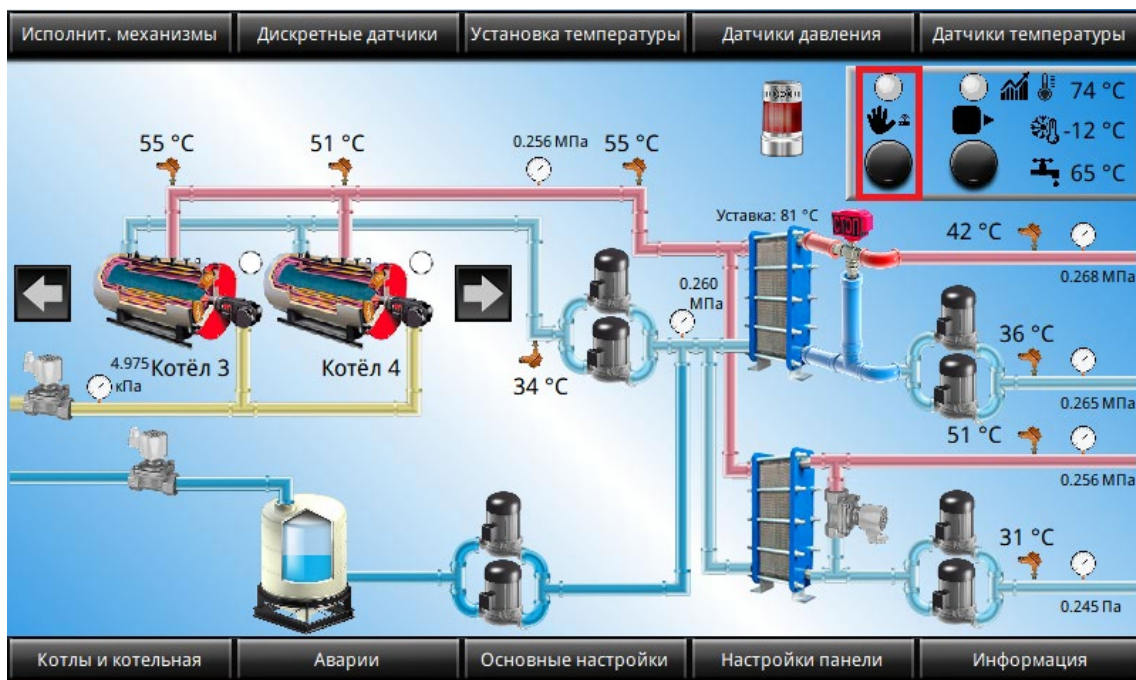 Исполнит. механизмы
Дискретные датчики
Установка температуры
Датчики давления
Датчики температуры
74 °C
-12 °C
65 °C
55 °C
51 °C
0.256 МПа
55 °C
Уставка: 81 °C
СТОП
42 °C
0.268 МПа
0.260
МПа
4.975
кПа
Котёл 3
Котёл 4
34 °C
36 °C
0.265 МПа
51 °C
0.256 МПа
31 °C
0.245 Па
Котлы и котельная
Аварии
Основные настройки
Настройки панели
Информация